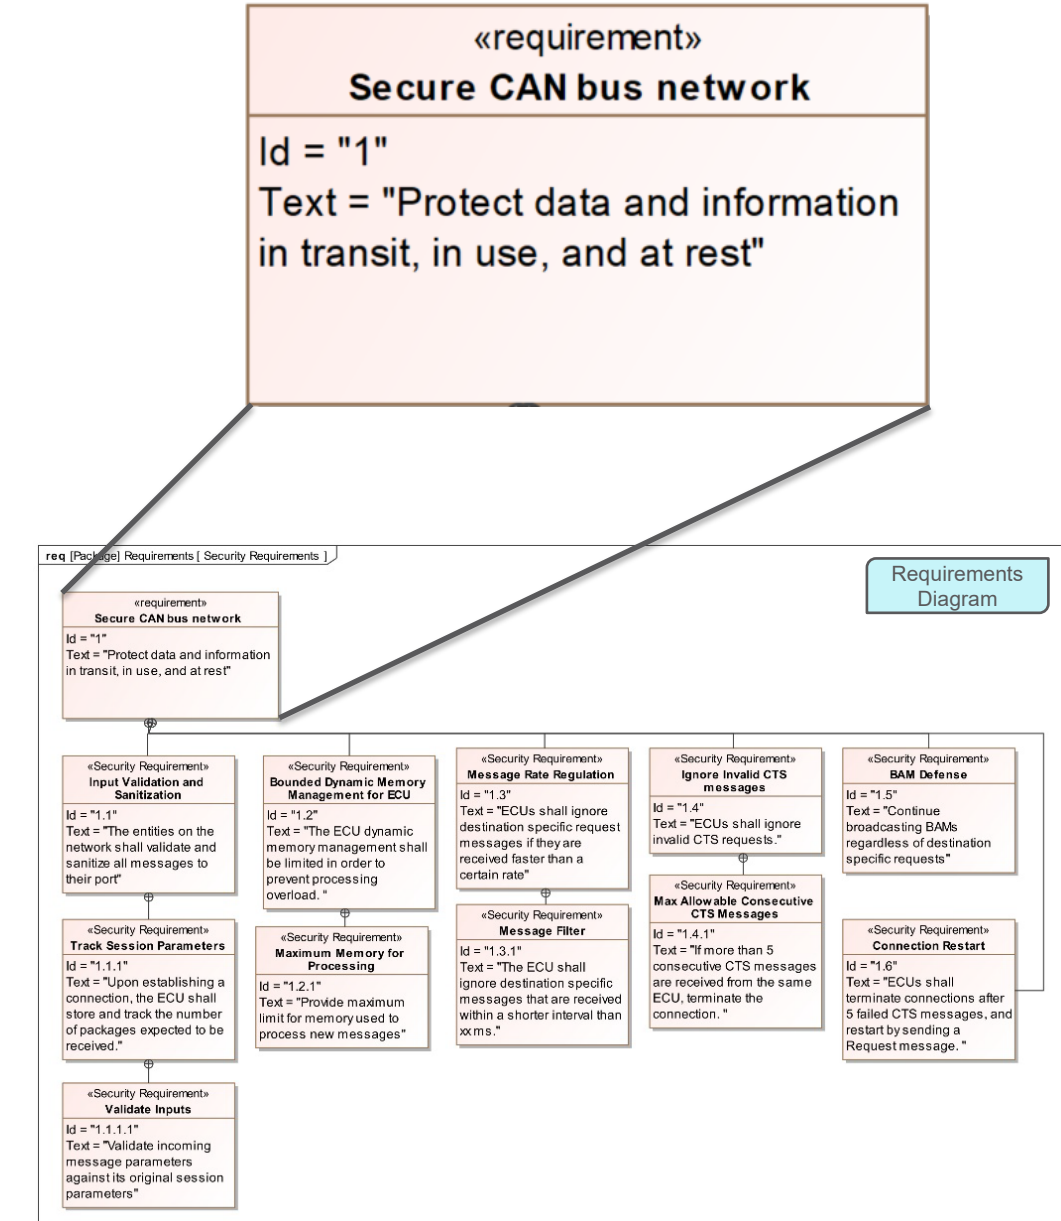 «requirement»
Secure CAN bus network
Id = "1"
Text = "Protect data and information
in transit, in use, and at rest"
req [Package] Requirements [ Security Requirements ]
Requirements
Diagram
«requirement»
Secure CAN bus network
Id = "1"
Text = "Protect data and information
in transit, in use, and at rest"
«Security Requirement»
Input Validation and
Sanitization
Id = "1.1"
Text = "The entities on the
network shall validate and
sanitize all messages to
their port"
«Security Requirement»
Bounded Dynamic Memory
Management for ECU
Id = "1.2"
Text = "The ECU dynamic
memory management shall
be limited in order to
prevent processing
overload. "
«Security Requirement»
Message Rate Regulation
Id = "1.3"
Text = "ECUs shall ignore
destination specific request
messages if they are
received faster than a
certain rate"
«Security Requirement»
Ignore Invalid CTS
messages
Id = "1.4"
Text = "ECUs shall ignore
invalid CTS requests."
«Security Requirement»
BAM Defense
Id = "1.5"
Text = "Continue
broadcasting BAMs
regardless of destination
specific requests"
«Security Requirement»
Track Session Parameters
Id = "1.1.1"
Text = "Upon establishing a
connection, the ECU shall
store and track the number
of packages expected to be
received."
«Security Requirement»
Maximum Memory for
Processing
Id = "1.2.1"
Text = "Provide maximum
limit for memory used to
process new messages"
«Security Requirement»
Message Filter
Id = "1.3.1"
Text = "The ECU shall
ignore destination specific
messages that are received
within a shorter interval than
xx ms."
«Security Requirement»
Max Allowable Consecutive
CTS Messages
Id = "1.4.1"
Text = "If more than 5
consecutive CTS messages
are received from the same
ECU, terminate the
connection. "
«Security Requirement»
Connection Restart
Id = "1.6"
Text = "ECUs shall
terminate connections after
5 failed CTS messages, and
restart by sending a
Request message. "
«Security Requirement»
Validate Inputs
Id = "1.1.1.1"
Text = "Validate incoming
message parameters
against its original session
parameters"